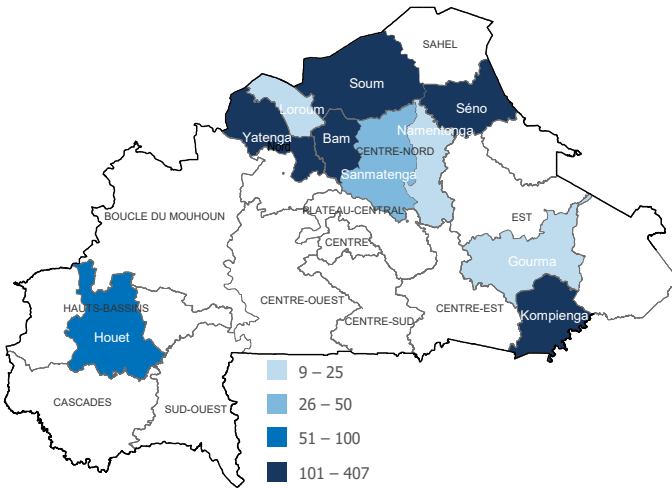 SAHEL
Soum
Séno
Loroum
Yatenga
Bam
Namentenga
Nord
CENTRE-NORD
Sanmatenga
PLATEAU-CENTRAL
BOUCLE DU MOUHOUN
EST
CENTRE
Gourma
HAUTS-BASSINS
CENTRE-OUEST
CENTRE-EST
Kompienga
CENTRE-SUD
Houet
CASCADES
SUD-OUEST
9 – 25
26 – 50
51 – 100
101 – 407